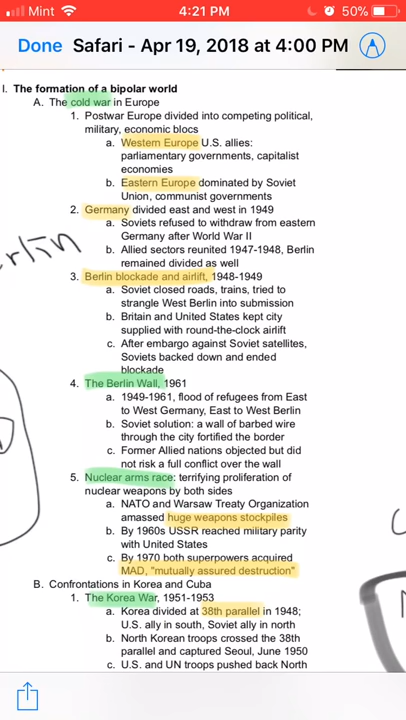 Mint 4:21 PM 50%
Done Safari - Apr 19, 2018 at 4:00 PM
I. The formation of a bipolar world
A. The cold war in Europe
1. Postwar Europe divided into competing political,
military, economic blocs
a. Western Europe U.S. allies:
parliamentary governments, capitalist
economies
b. Eastern Europe dominated by Soviet
Union, communist governments
2. Germany divided east and west in 1949
a. Soviets refused to withdraw from eastern
Germany after World War II
b. Allied sectors reunited 1947-1948, Berlin
remained divided as well
erlin
3. Berlin blockade and airlift, 1948-1949
a. Soviet closed roads, trains, tried to
strangle West Berlin into submission
b. Britain and United States kept city
supplied with round-the-clock airlift
c. After embargo against Soviet satellites,
Soviets backed down and ended
blockade
4. The Berlin Wall, 1961
a. 1949-1961, flood of refugees from East
to West Germany, East to West Berlin
b. Soviet solution: a wall of barbed wire
through the city fortified the border
c. Former Allied nations objected but did
not risk a full conflict over the wall
5. Nuclear arms race: terrifying proliferation of
nuclear weapons by both sides
a. NATO and Warsaw Treaty Organization
amassed huge weapons stockpiles
b. By 1960s USSR reached military parity
with United States
c. By 1970 both superpowers acquired
MAD, "mutually assured destruction"
B. Confrontations in Korea and Cuba
1. The Korea War, 1951-1953
a. Korea divided at 38th parallel in 1948;
U.S. ally in south, Soviet ally in north
b. North Korean troops crossed the 38th
parallel and captured Seoul, June 1950
c. U.S. and UN troops pushed back North